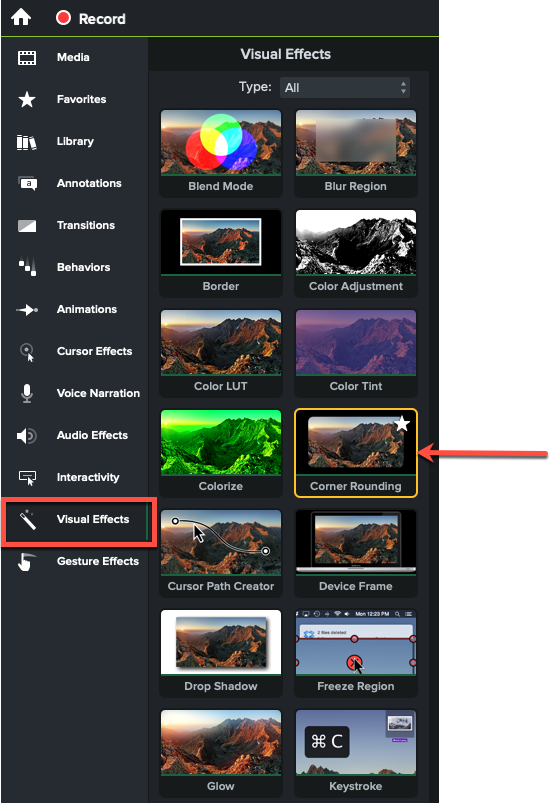 Record
Media
Favorites
Library
Annotations
Transitions
Behaviors
Animations
Cursor Effects
Voice Narration
Audio Effects
Interactivity
Visual Effects
Gesture Effects
Visual Effects
Type: All
Blend Mode
Blur Region
Border
Color Adjustment
Color LUT
Color Tint
Colorize
Corner Rounding
Cursor Path Creator
Device Frame
Drop Shadow
Mon 12:23 PM
2 files deleted
Freeze Region
Glow
⌘ C
Keystroke
a